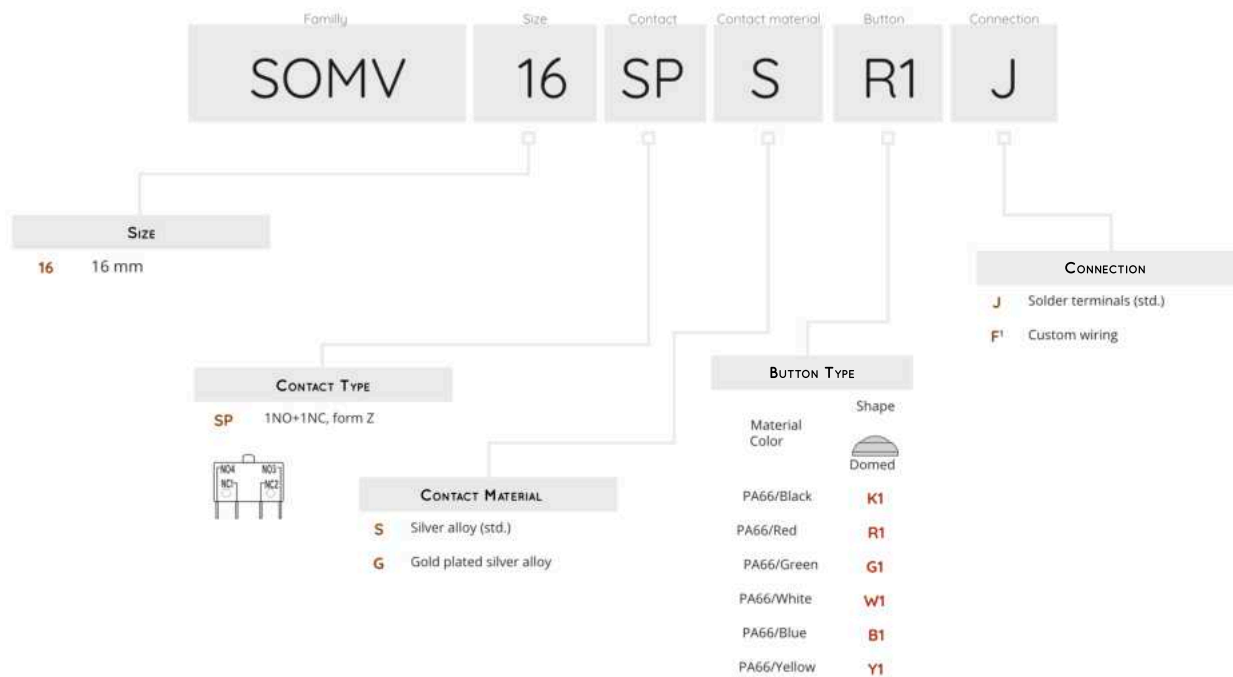 Familly Size Contact Contact material Button Connection
SOMV 16 SP S R1 J
SIZE
16 16 mm
CONNECTION
J Solder terminals (std.)
F¹ Custom wiring
CONTACT TYPE
SP 1NO+1NC, form Z
NO4 NO3
NC1 NC2
CONTACT MATERIAL
S Silver alloy (std.)
G Gold plated silver alloy
BUTTON TYPE
Shape
Material
Color
Domed
PA66/Black K1
PA66/Red R1
PA66/Green G1
PA66/White W1
PA66/Blue B1
PA66/Yellow Y1